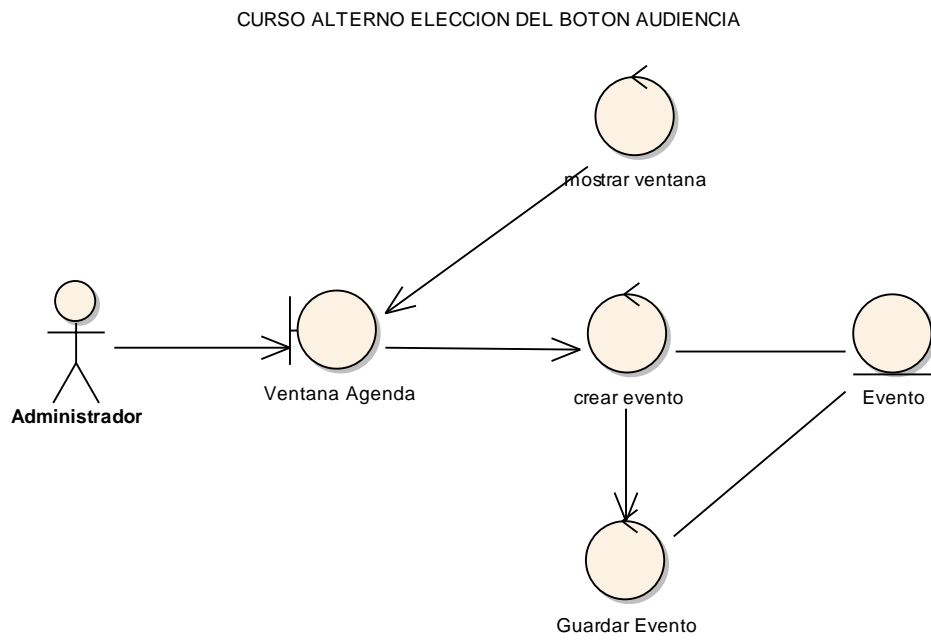 CURSO ALTERNO ELECCION DEL BOTON AUDIENCIA
mostrar ventana
Ventana Agenda
crear evento
Evento
Administrador
Guardar Evento